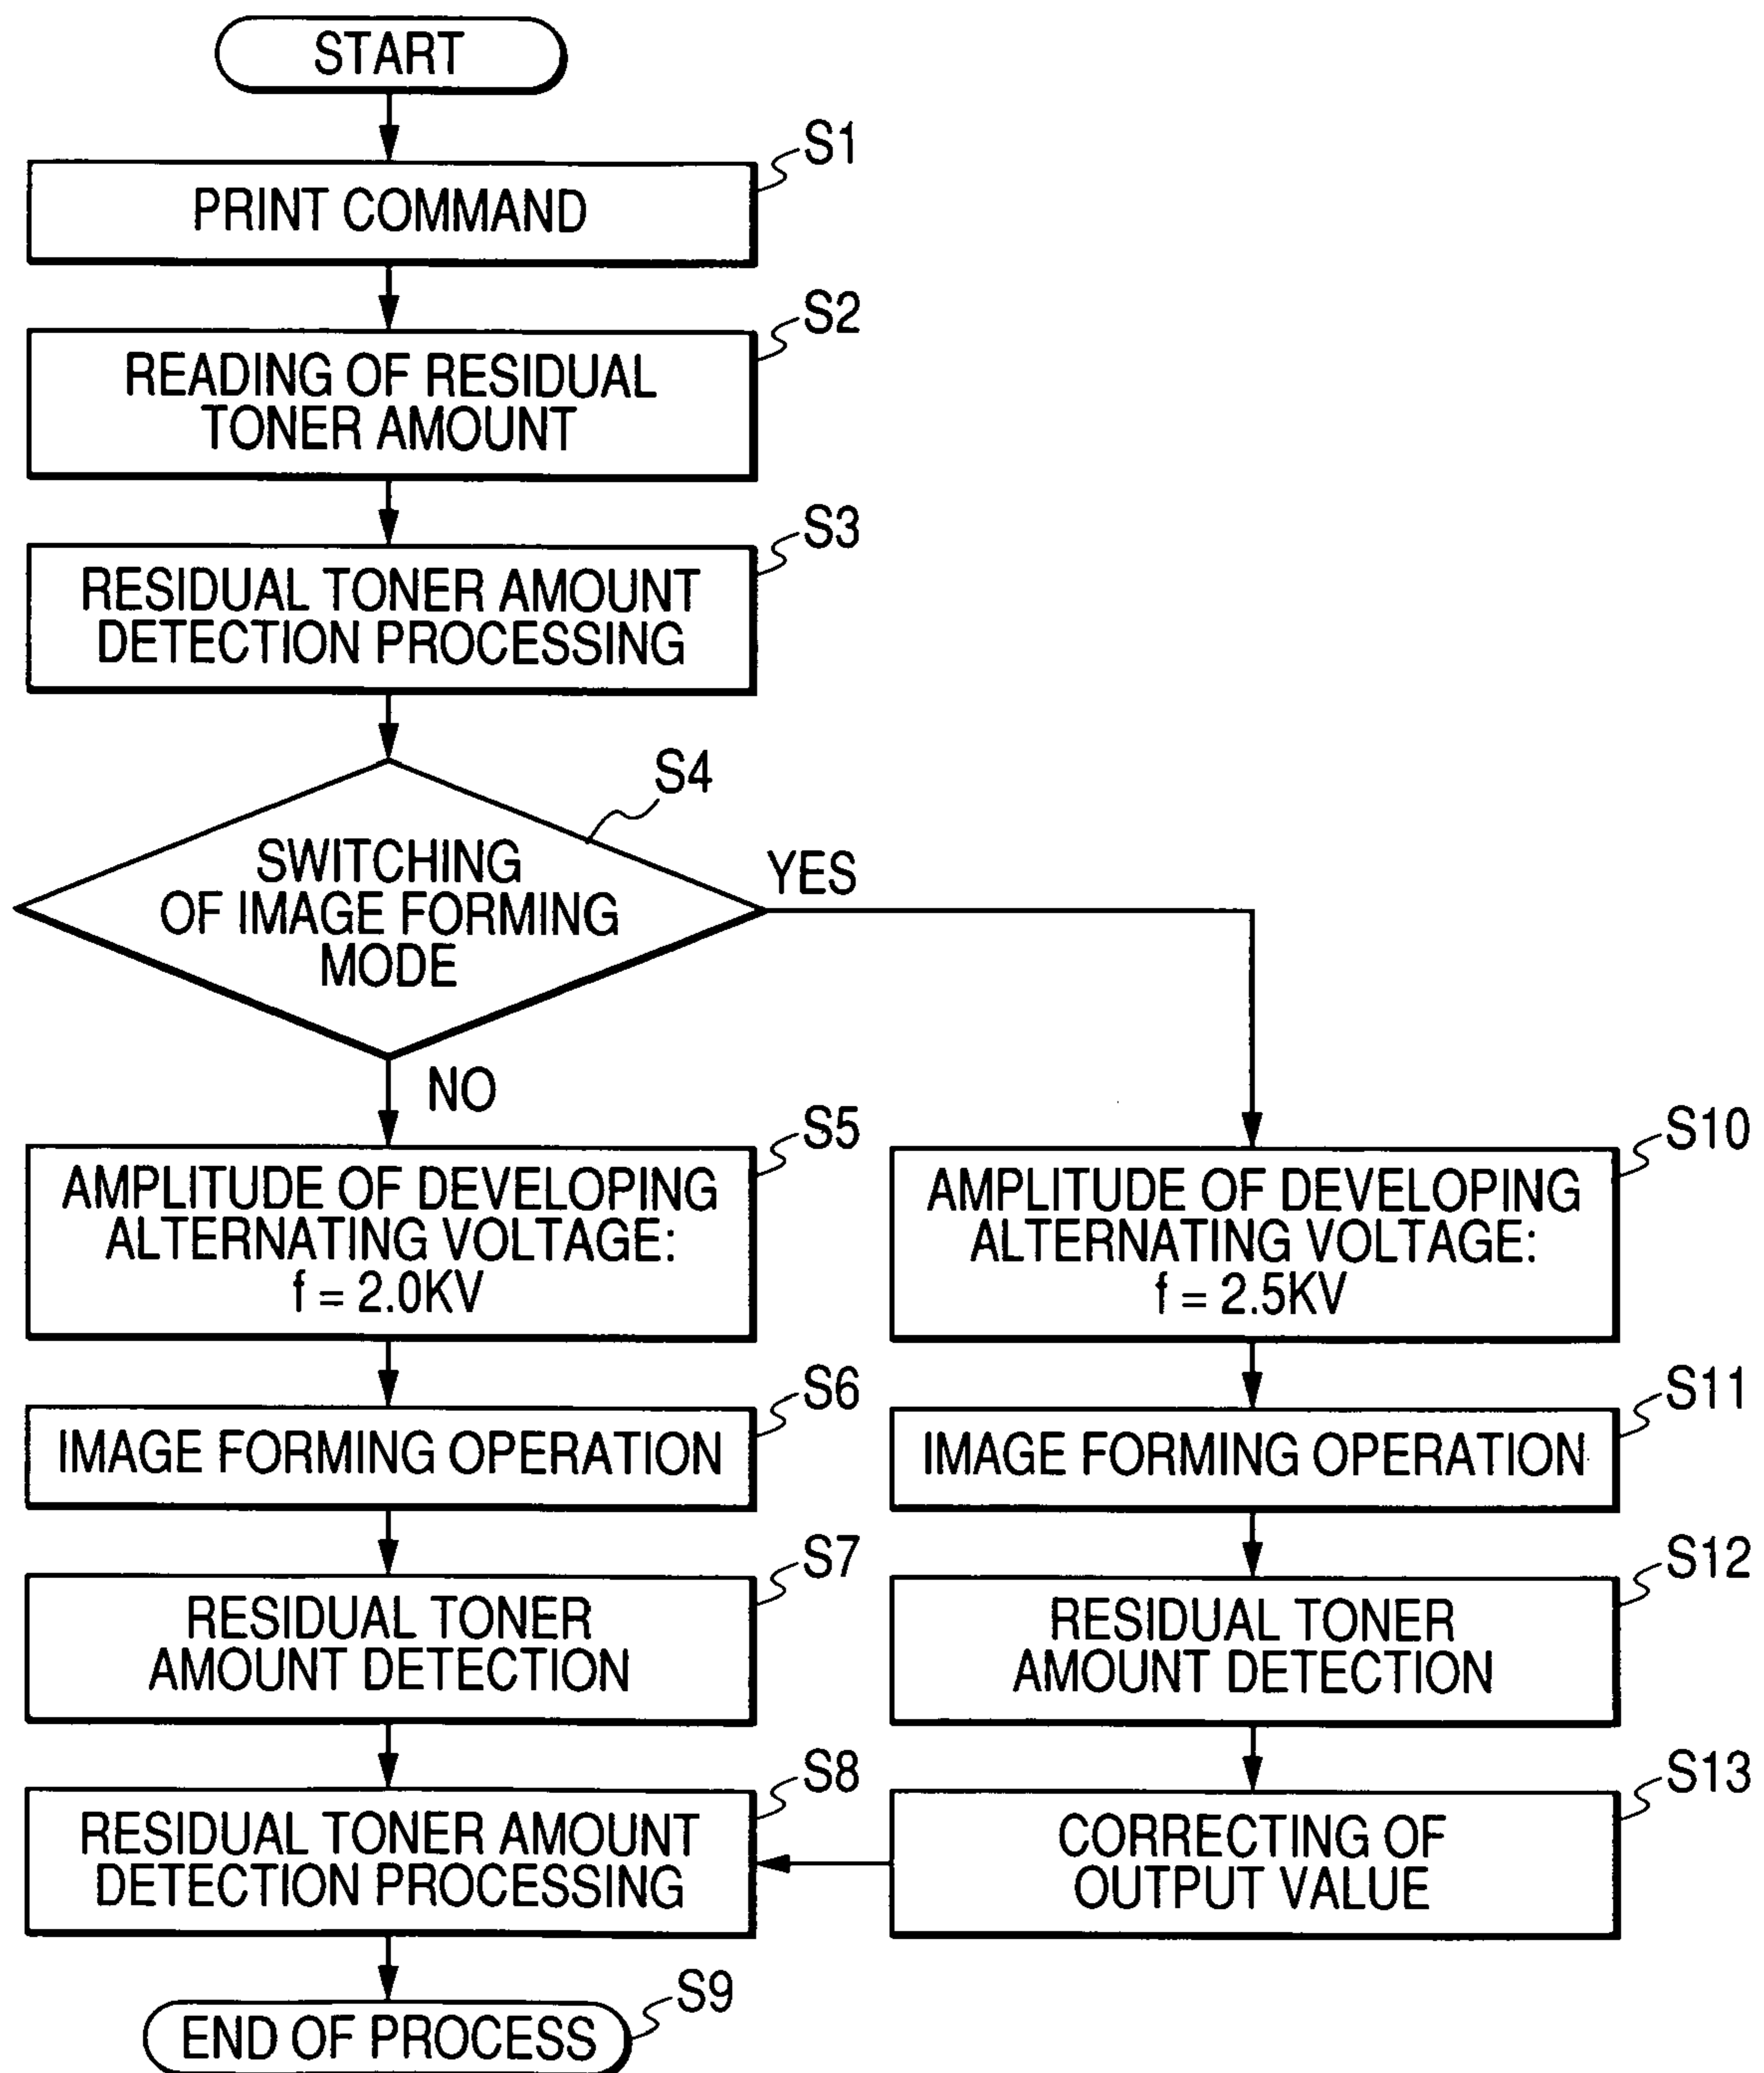 START
S1
PRINT COMMAND
S2
READING OF RESIDUAL
TONER AMOUNT
S3
RESIDUAL TONER AMOUNT
DETECTION PROCESSING
S4
SWITCHING
OF IMAGE FORMING
MODE
YES
NO
S5
AMPLITUDE OF DEVELOPING
ALTERNATING VOLTAGE:
f = 2.0KV
S10
AMPLITUDE OF DEVELOPING
ALTERNATING VOLTAGE:
f = 2.5KV
S6
IMAGE FORMING OPERATION
S11
IMAGE FORMING OPERATION
S7
RESIDUAL TONER
AMOUNT DETECTION
S12
RESIDUAL TONER
AMOUNT DETECTION
S8
RESIDUAL TONER AMOUNT
DETECTION PROCESSING
S13
CORRECTING OF
OUTPUT VALUE
S9
END OF PROCESS